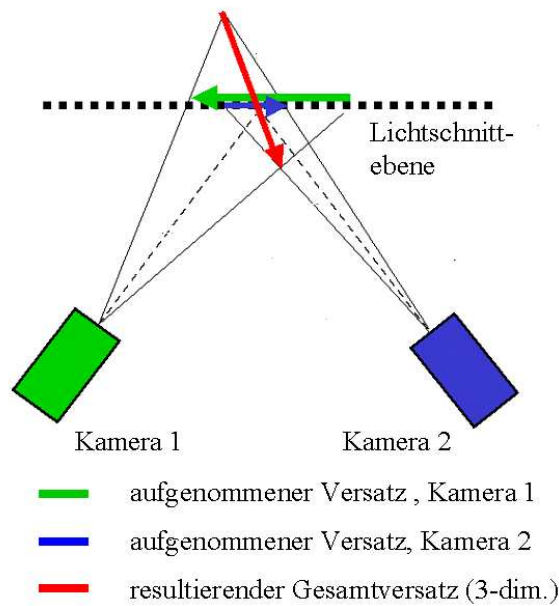 Lichtschnitt-
ebene
Kamera 1
Kamera 2
aufgenommener Versatz , Kamera 1
aufgenommener Versatz, Kamera 2
resultierender Gesamtversatz (3-dim.)